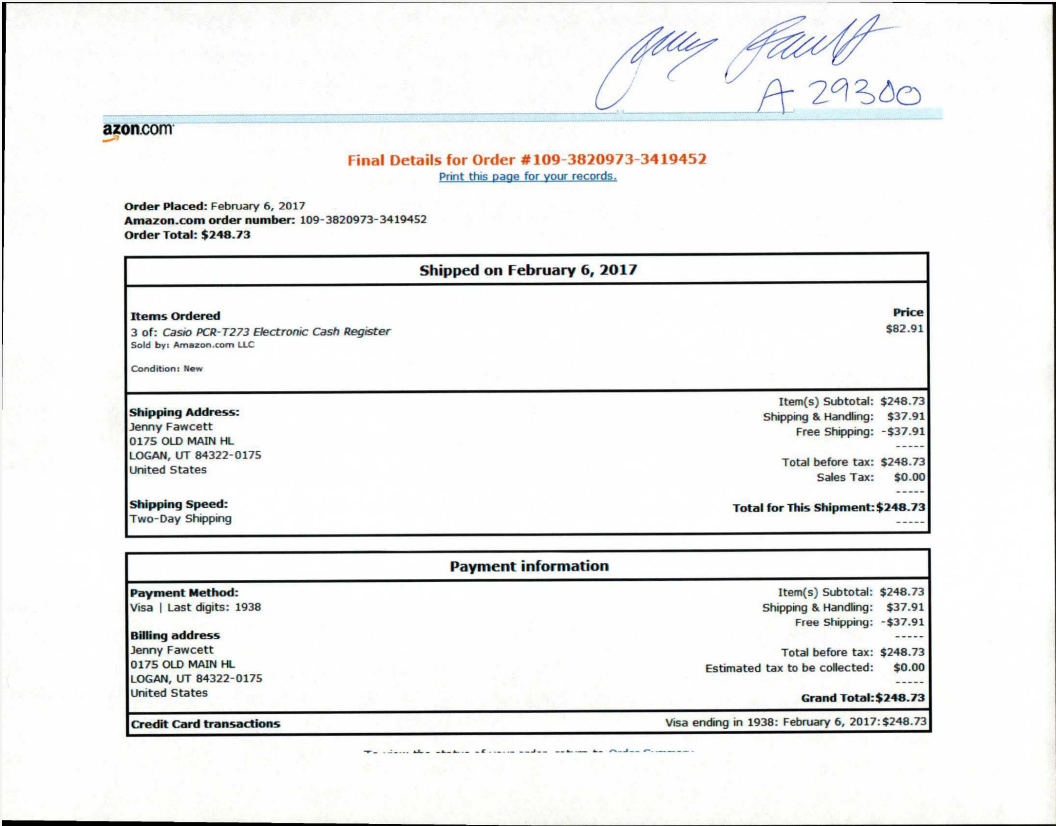 A 29300
azon.com
Final Details for Order #109-3820973-3419452
Print this page for your records.
Order Placed: February 6, 2017
Amazon.com order number: 109-3820973-3419452
Order Total: $248.73
Shipped on February 6, 2017
Items Ordered Price
3 of: Casio PCR-T273 Electronic Cash Register $82.91
Sold by: Amazon.com LLC
Condition: New
Item(s) Subtotal: $248.73
Shipping & Handling: $37.91
Free Shipping: -$37.91
-----
Total before tax: $248.73
Sales Tax: $0.00
-----
Total for This Shipment: $248.73
-----
Shipping Address:
Jenny Fawcett
0175 OLD MAIN HL
LOGAN, UT 84322-0175
United States
Shipping Speed:
Two-Day Shipping
Payment information
Payment Method:
Visa | Last digits: 1938
Billing address
Jenny Fawcett
0175 OLD MAIN HL
LOGAN, UT 84322-0175
United States
Item(s) Subtotal: $248.73
Shipping & Handling: $37.91
Free Shipping: -$37.91
-----
Total before tax: $248.73
Estimated tax to be collected: $0.00
-----
Grand Total: $248.73
Credit Card transactions Visa ending in 1938: February 6, 2017: $248.73